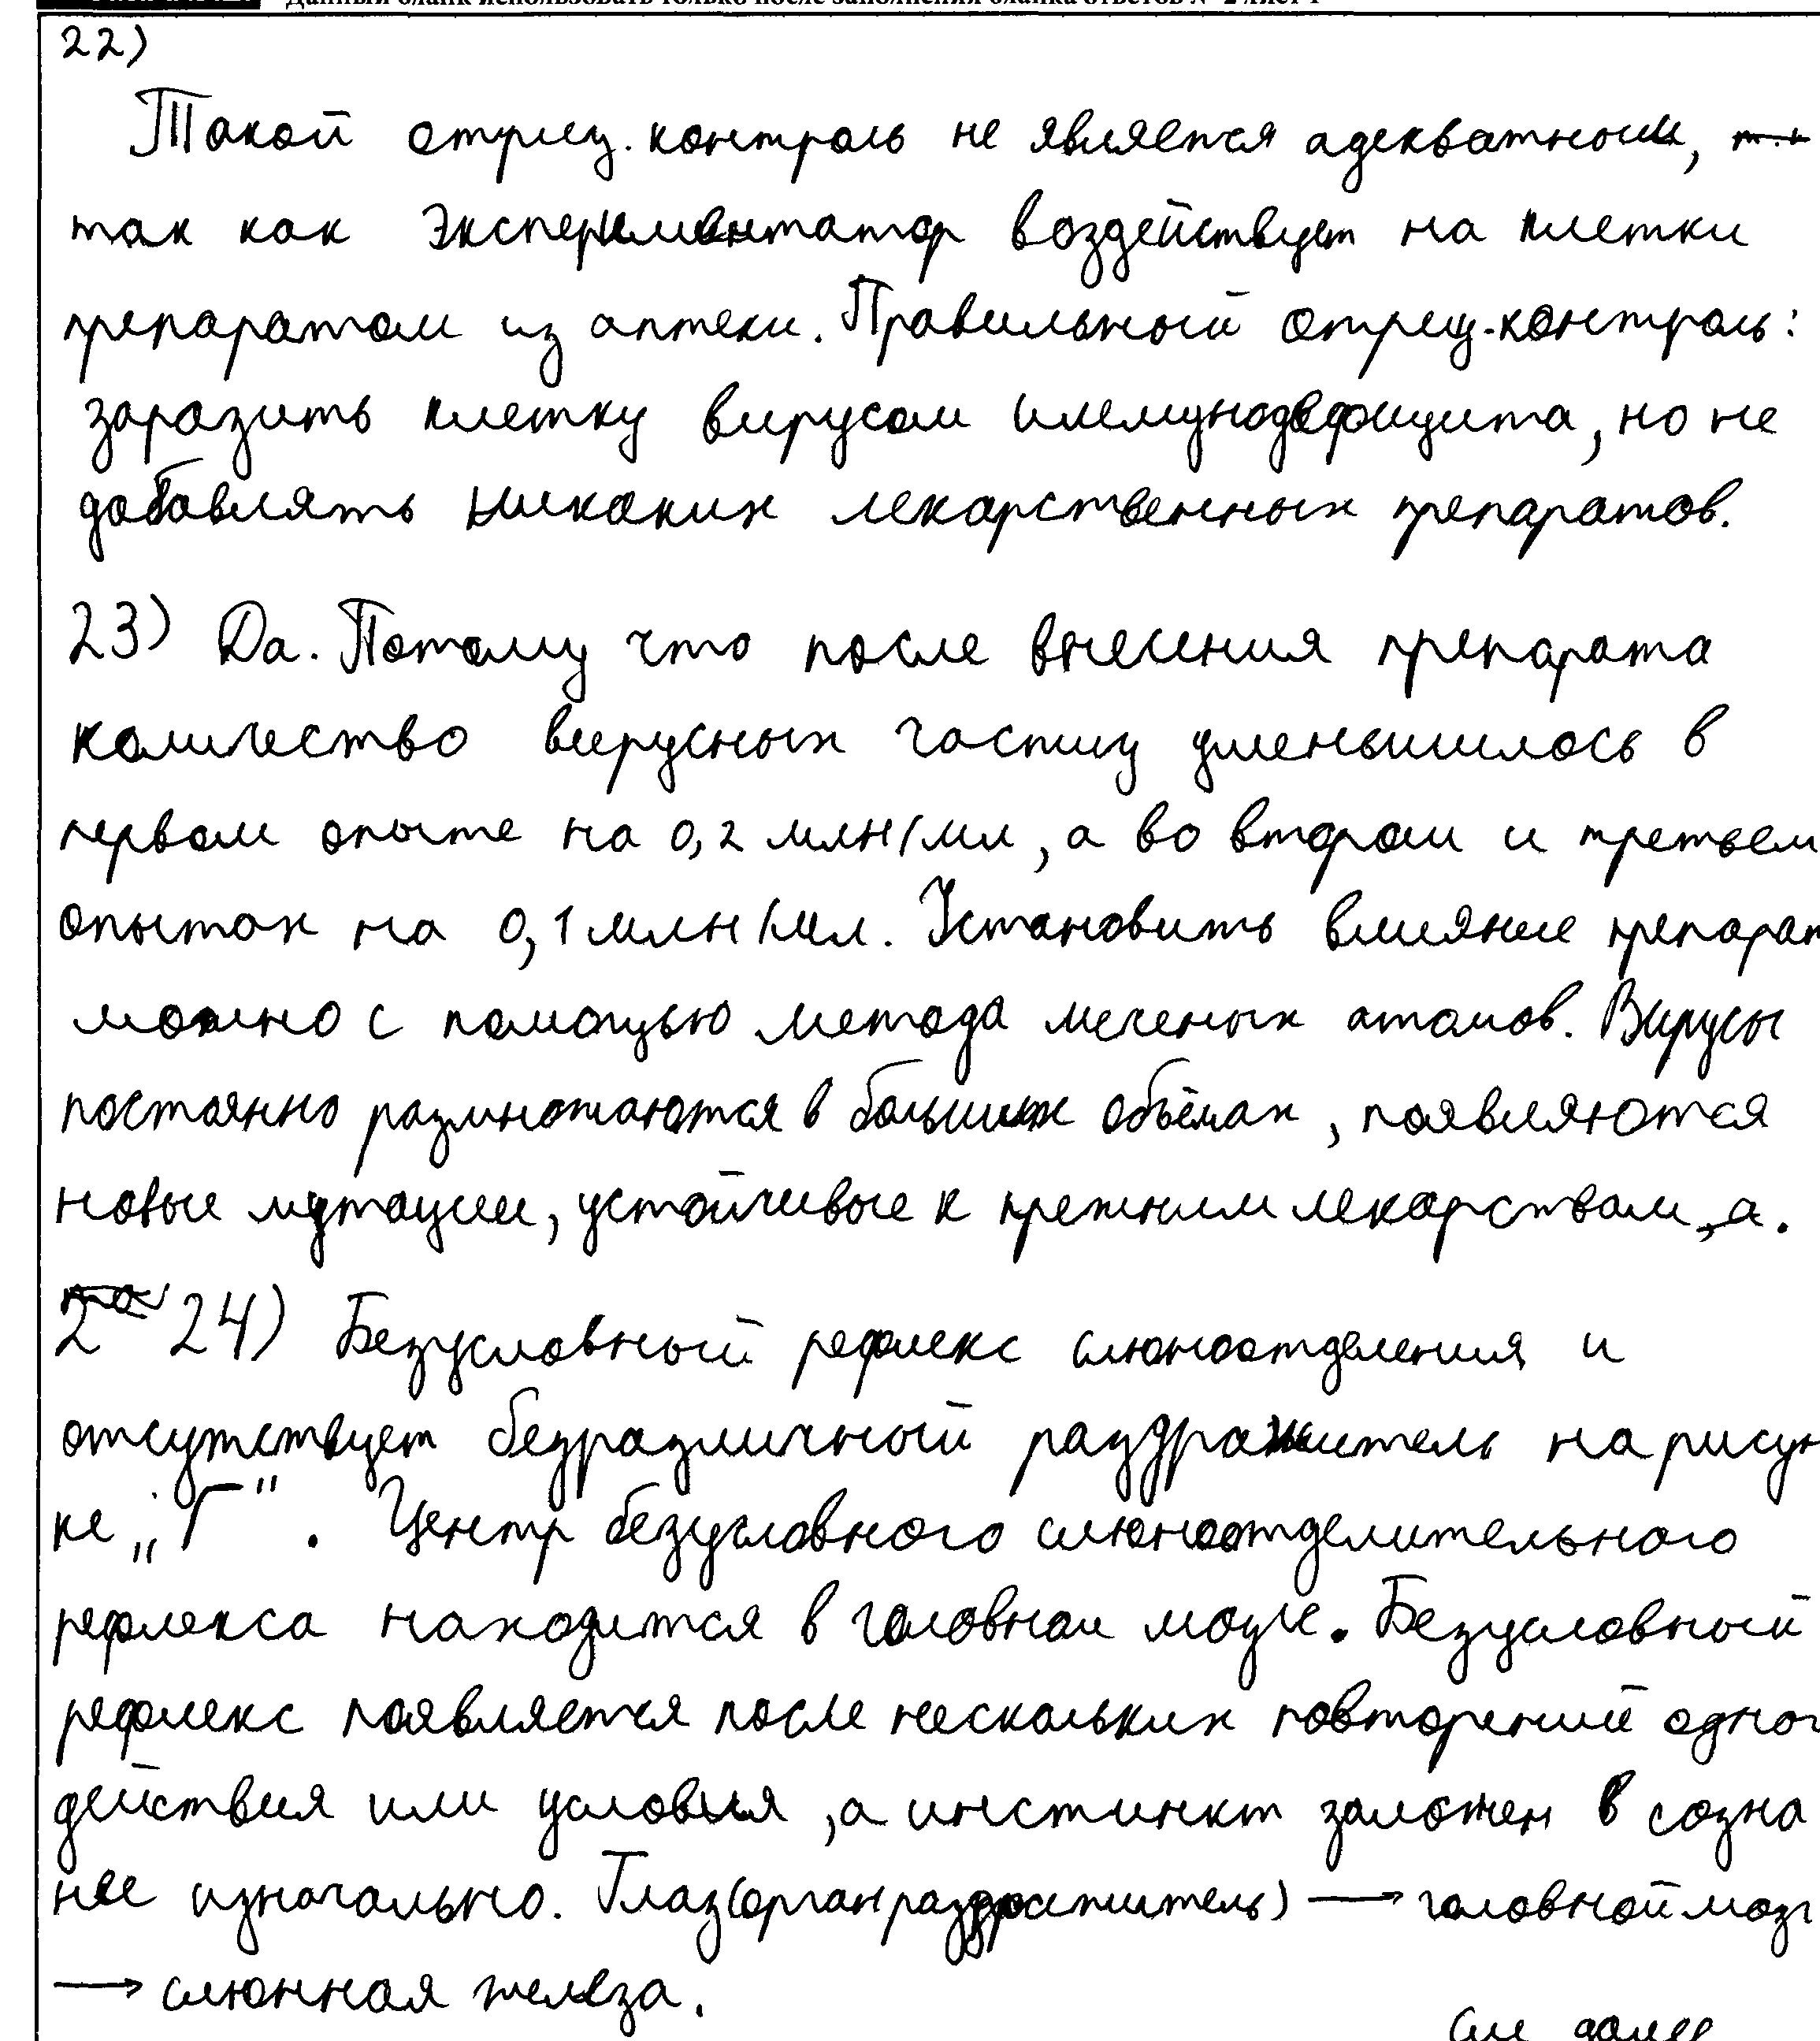 Данный бланк использовать только после заполнения бланка ответов № 2 лист 1
22)
Такой отриц. контроль не является адекватным, т.к
так как экспериментатор воздействует на клетки
препаратом из аптеки. Правильный отриц. контроль:
заразить клетку вирусом иммунодефицита, но не
добавлять никаких лекарственных препаратов.
23) Да. Потому что после внесения препарата
количество вирусных частиц уменьшилось в
первом опыте на 0,2 млн/мл, а во втором и третьем
опытах на 0,1 млн/мл. Установить влияние препарат
можно с помощью метода меченых атомов. Вирусы
постоянно размножаются в больших объёмах, появляются
новые мутации, устойчивые к прежним лекарствам, а.
24) Безусловный рефлекс слюноотделения и
отсутствует безразличный раздражитель на рисун
ке „Г". Центр безусловного слюноотделительного
рефлекса находится в головном мозге. Безусловный
рефлекс появляется после нескольких повторений одног
действия или условия, а инстинкт заложен в созна
нее изначально. Глаз(орган раздражитель) → головной мозг
→ слюнная железа.
См далее